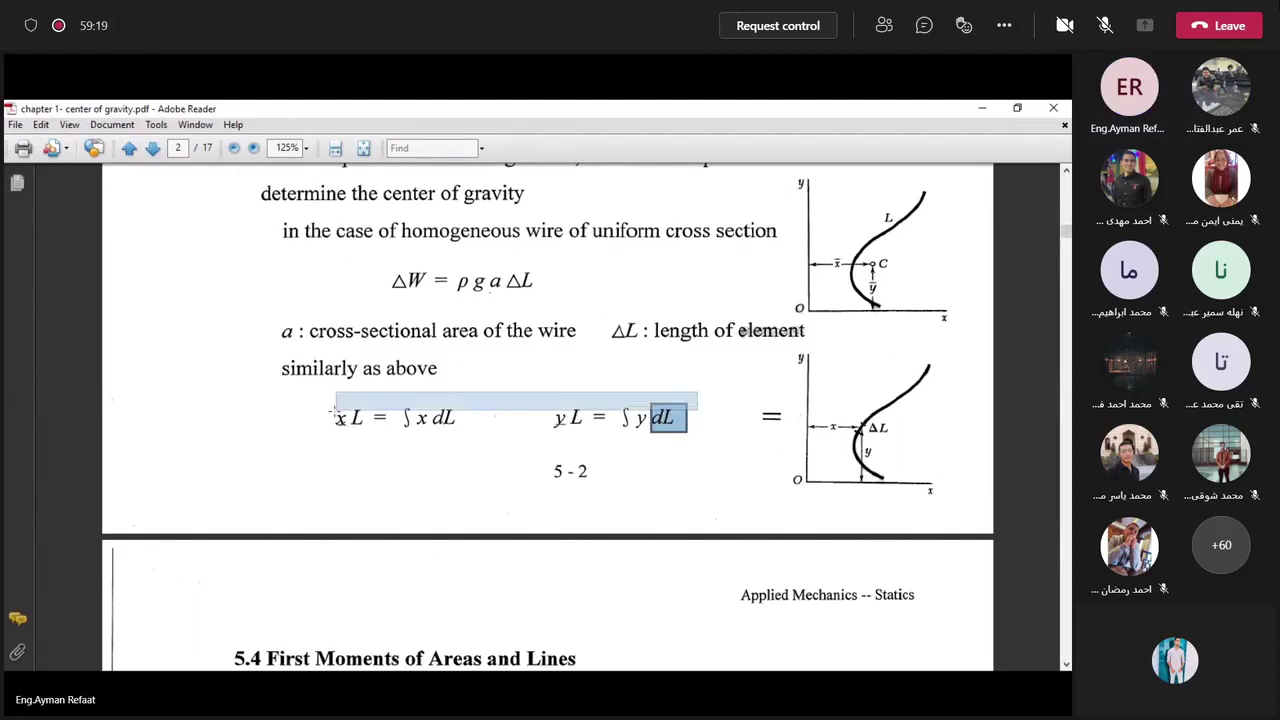 59:19
Request control
Leave
chapter 1- center of gravity.pdf - Adobe Reader
File Edit View Document Tools Window Help
2 / 17
125%
Find
determine the center of gravity
in the case of homogeneous wire of uniform cross section
△W = ρ g a △L
a : cross-sectional area of the wire △L : length of element
similarly as above
x L = ∫ x dL y L = ∫ y dL =
5 - 2
y
L
x̄
C
ȳ
O
x
y
x
ΔL
y
O
x
Applied Mechanics -- Statics
5.4 First Moments of Areas and Lines
ER
Eng.Ayman Ref...
عمر عبدالفتا...
احمد مهدى ...
يمنى ايمن م...
ما
محمد ابراهيم...
نا
نهله سمير عب...
محمد احمد ف...
تا
تقى محمد ع...
محمد ياسر م...
محمد شوقى...
احمد رمضان ...
+60
Eng.Ayman Refaat